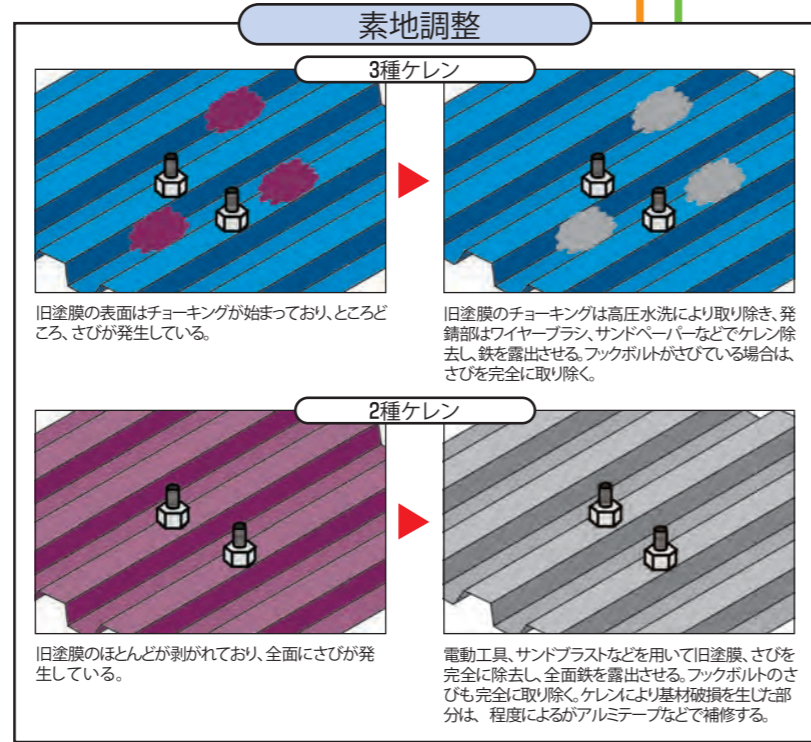 素地調整
3種ケレン
旧塗膜の表面はチョーキングが始まっており、ところど
ころ、さびが発生している。
旧塗膜のチョーキングは高圧水洗により取り除き、発
錆部はワイヤーブラシ、サンドペーパーなどでケレン除
去し、鉄を露出させる。フックボルトがさびている場合は、
さびを完全に取り除く。
2種ケレン
旧塗膜のほとんどが剥がれており、全面にさびが発
生している。
電動工具、サンドブラストなどを用いて旧塗膜、さびを
完全に除去し、全面鉄を露出させる。フックボルトのさ
びも完全に取り除く。ケレンにより基材破損を生じた部
分は、程度によるがアルミテープなどで補修する。